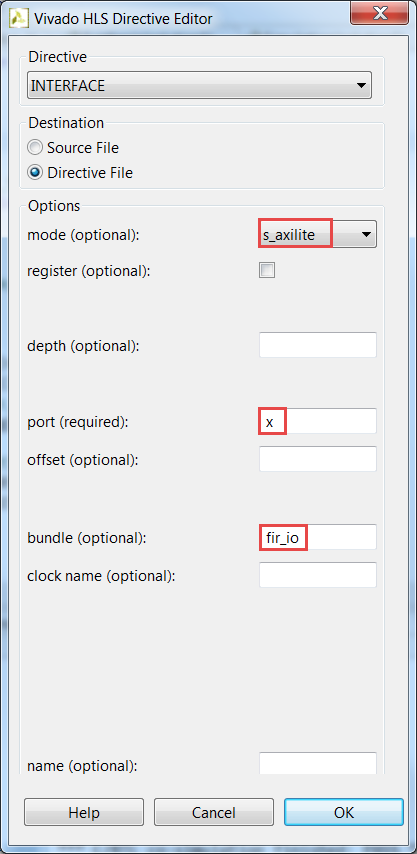 Vivado HLS Directive Editor
Directive
INTERFACE
Destination
Source File
Directive File
Options
mode (optional): s_axilite
register (optional):
depth (optional):
port (required): x
offset (optional):
bundle (optional): fir_io
clock name (optional):
name (optional):
Help Cancel OK